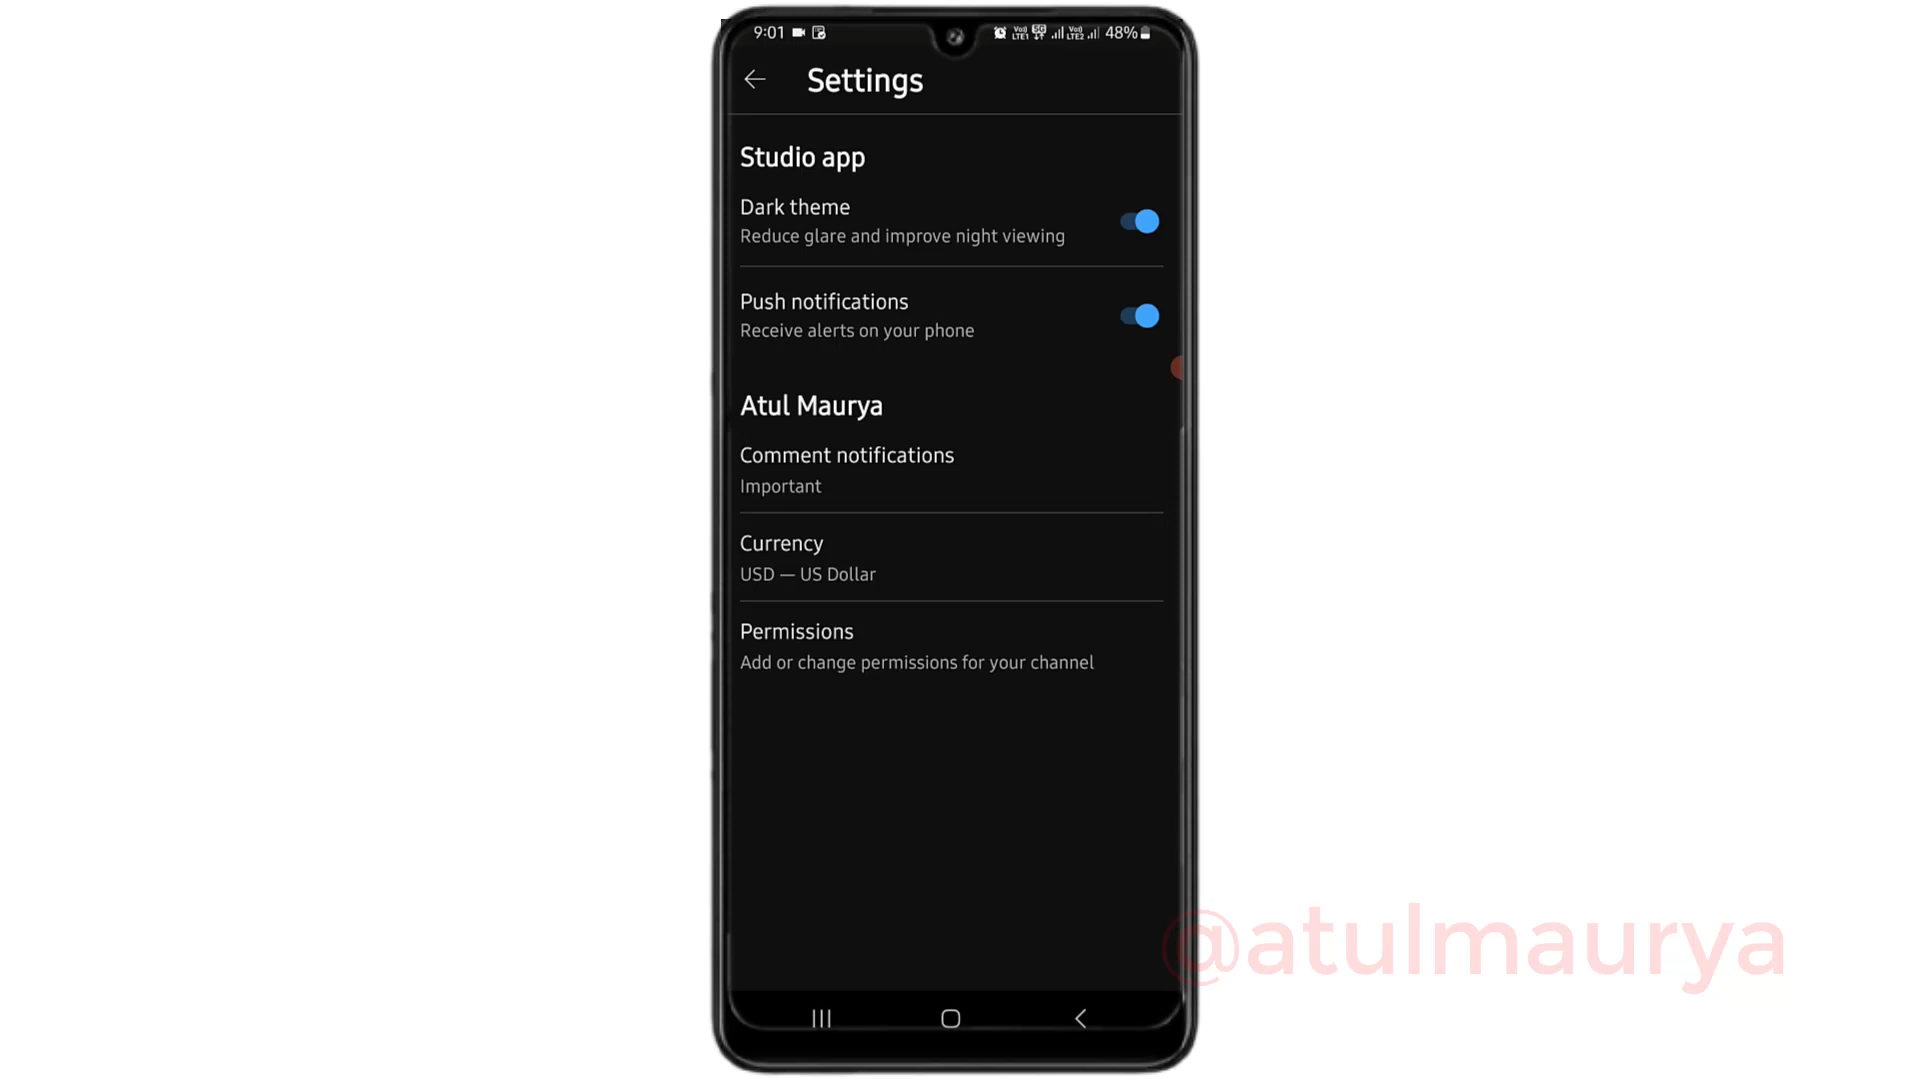 9:01 48%
Settings
Studio app
Dark theme
Reduce glare and improve night viewing
Push notifications
Receive alerts on your phone
Atul Maurya
Comment notifications
Important
Currency
USD — US Dollar
Permissions
Add or change permissions for your channel
@atulmaurya